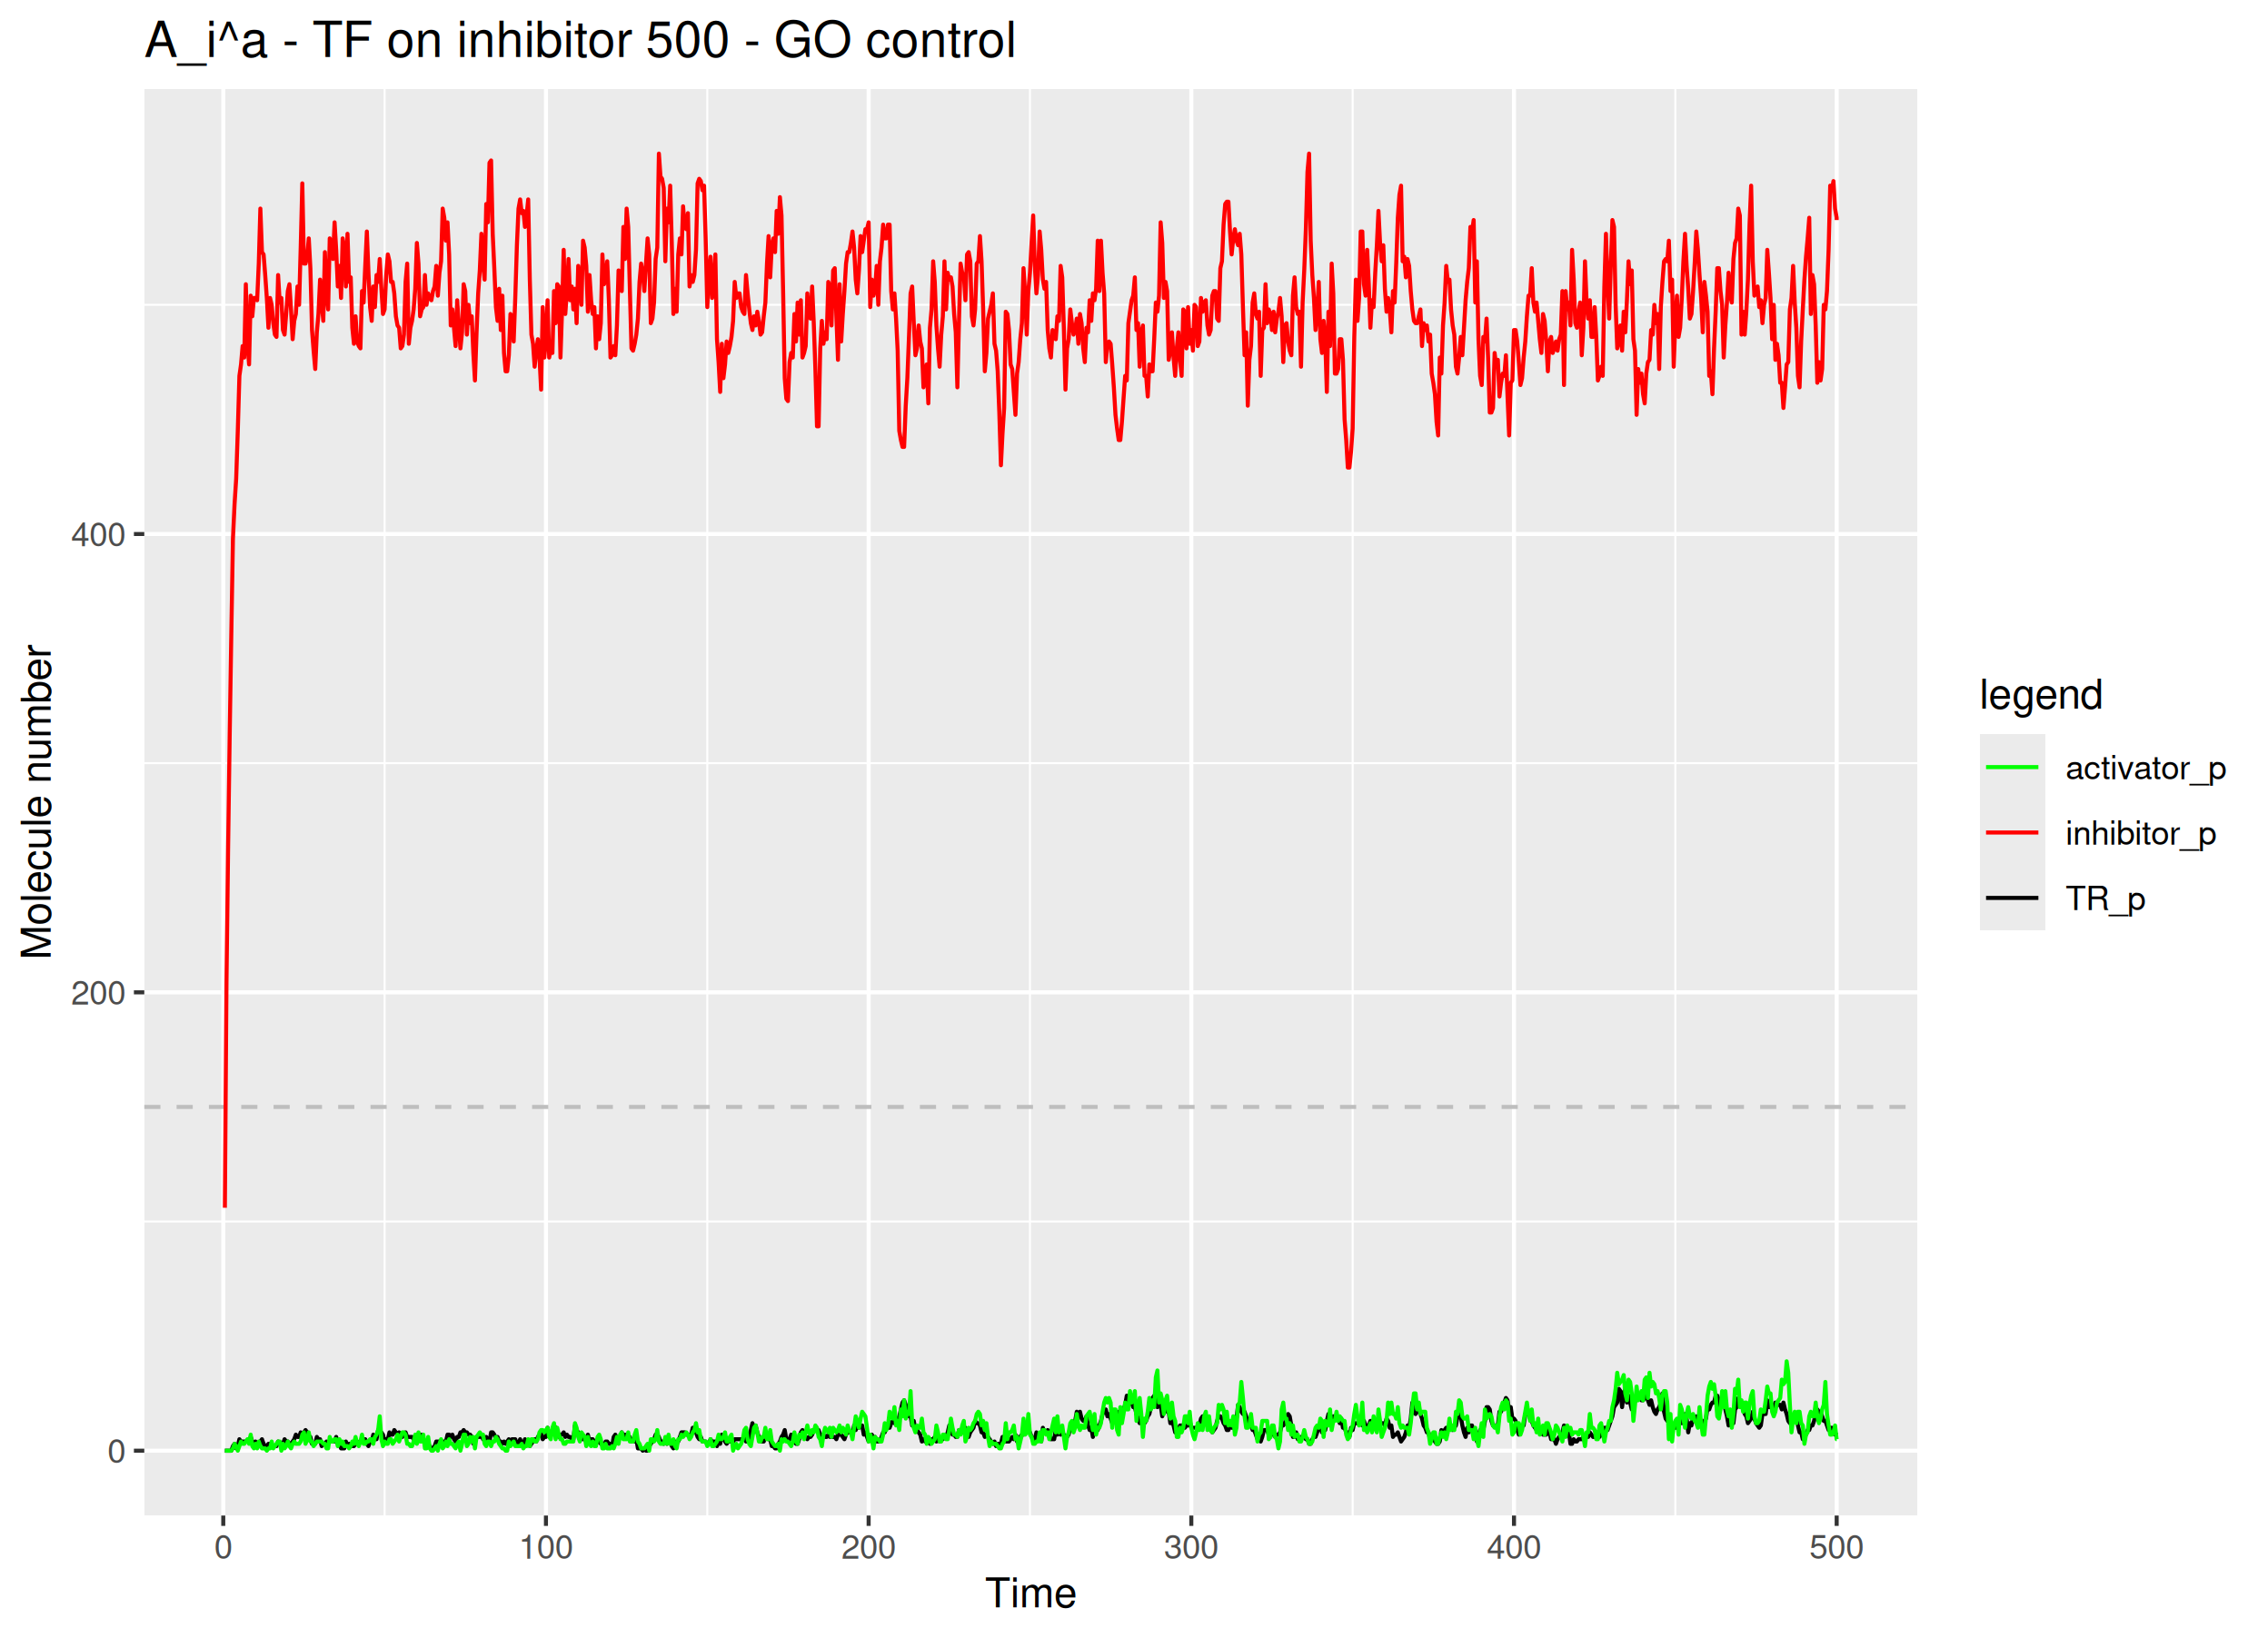 A_i^a - TF on inhibitor 500 - GO control
Molecule number
400
200
0
0 100 200 300 400 500
Time
legend
activator_p
inhibitor_p
TR_p